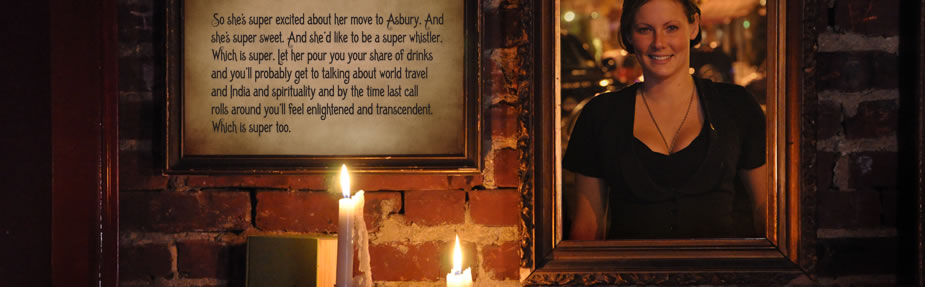 So she's super excited about her move to Asbury. And
she's super sweet. And she'd like to be a super whistler.
Which is super. Let her pour you your share of drinks
and you'll probably get to talking about world travel
and India and spirituality and by the time last call
rolls around you'll feel enlightened and transcendent.
Which is super too.